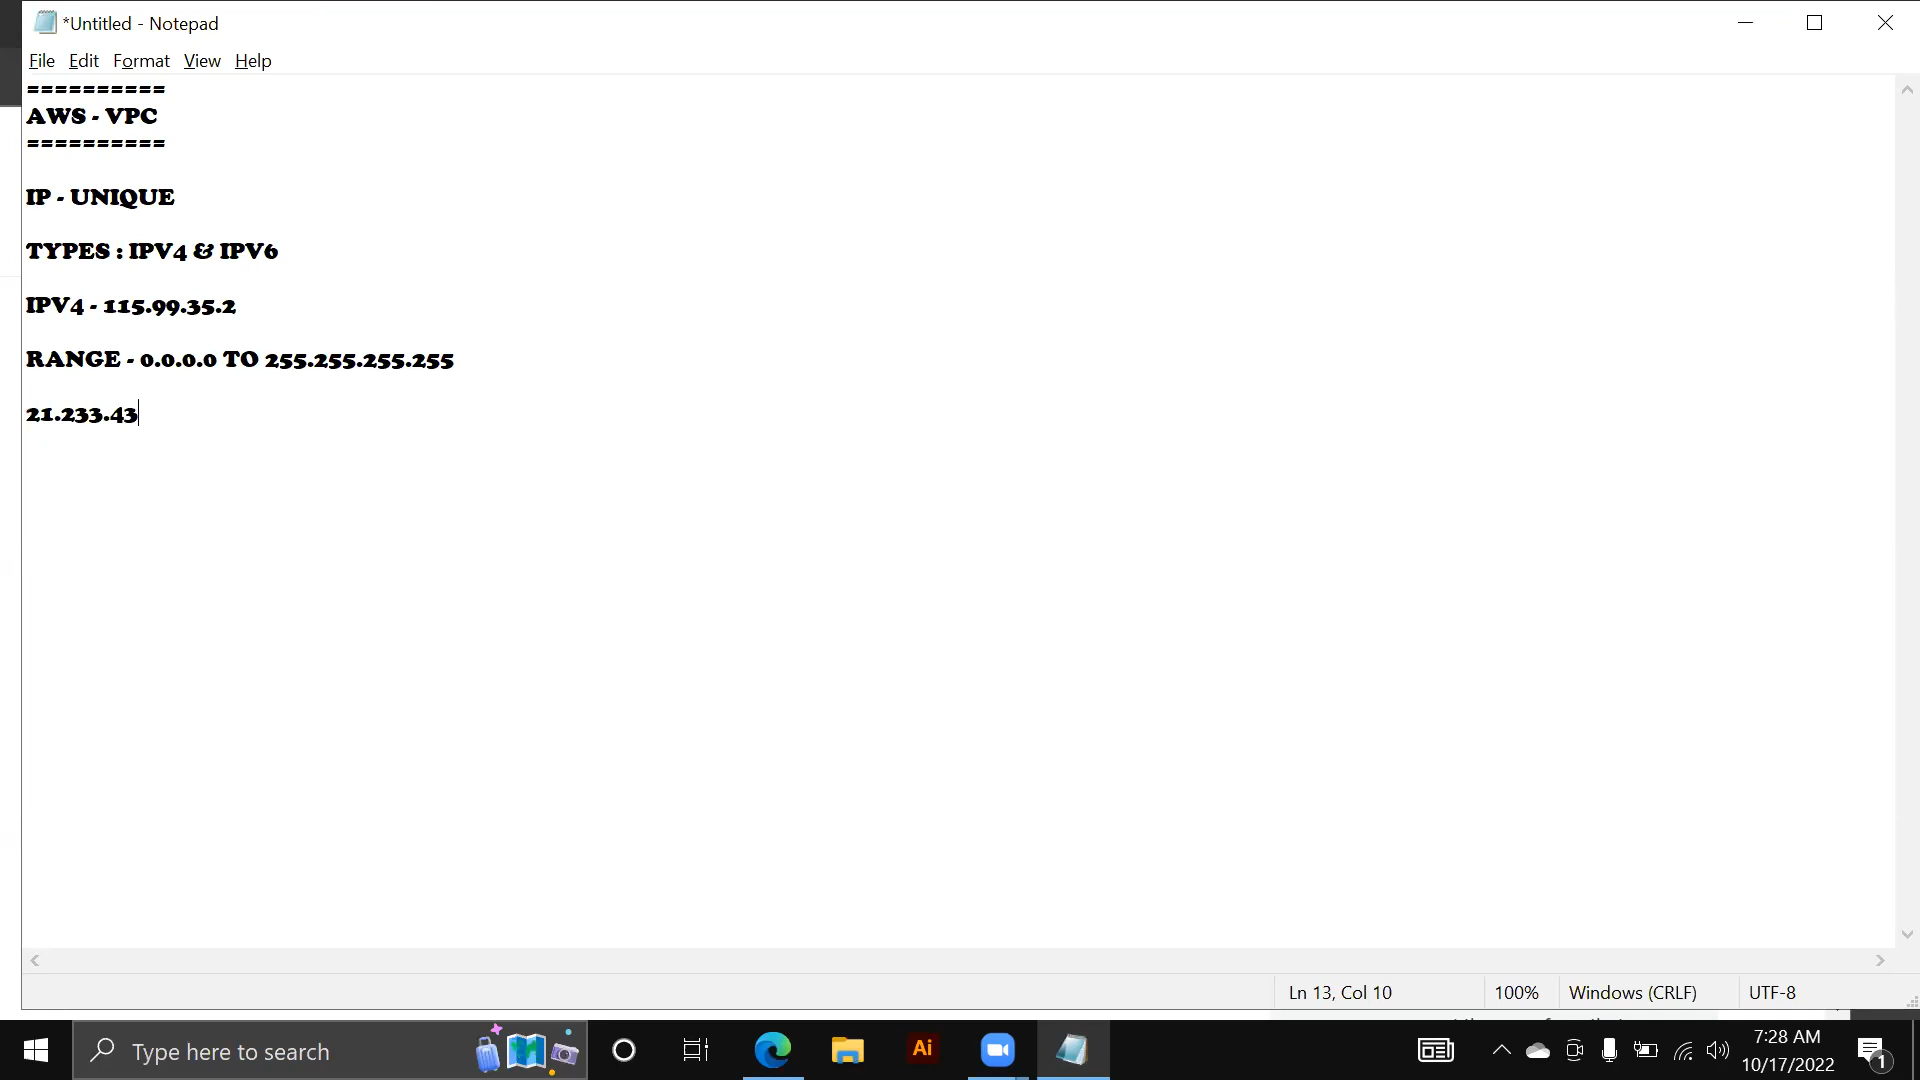 *Untitled - Notepad
File Edit Format View Help
==========
AWS - VPC
==========
IP - UNIQUE
TYPES : IPV4 & IPV6
IPV4 - 115.99.35.2
RANGE - 0.0.0.0 TO 255.255.255.255
21.233.43
Ln 13, Col 10 100% Windows (CRLF) UTF-8
Type here to search
Ai
7:28 AM
10/17/2022
1